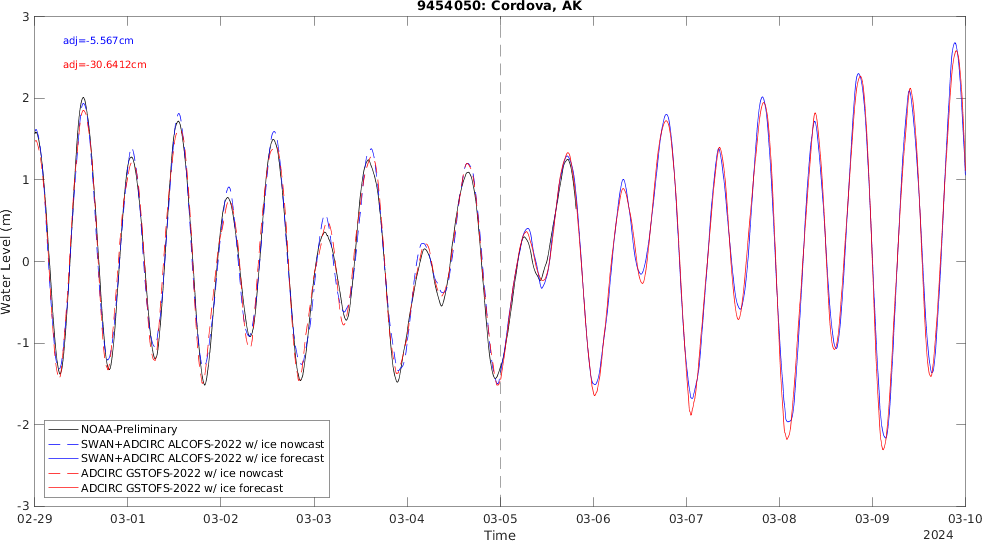 9454050: Cordova, AK
adj=-5.567cm
adj=-30.6412cm
3
2
1
0
-1
-2
-3
Water Level (m)
NOAA-Preliminary
SWAN+ADCIRC ALCOFS-2022 w/ ice nowcast
SWAN+ADCIRC ALCOFS-2022 w/ ice forecast
ADCIRC GSTOFS-2022 w/ ice nowcast
ADCIRC GSTOFS-2022 w/ ice forecast
02-29 03-01 03-02 03-03 03-04 03-05 03-06 03-07 03-08 03-09 03-10
Time
2024